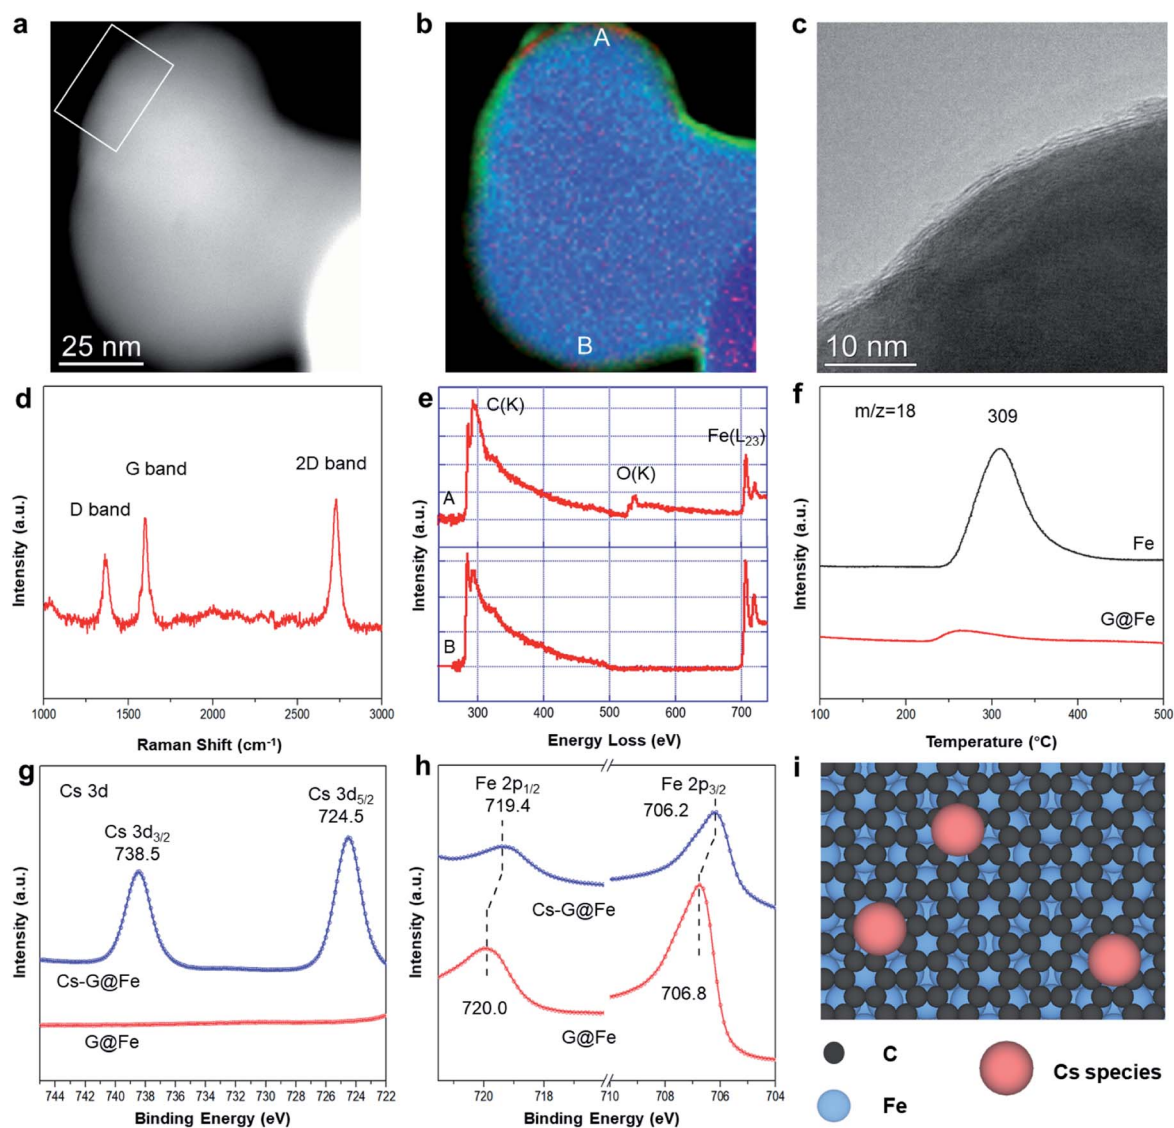 a
25 nm
b
A
B
c
10 nm
d
D band
G band
2D band
Intensity (a.u.)
1000 1500 2000 2500 3000
Raman Shift (cm⁻¹)
e
C(K)
O(K)
Fe(L₂₃)
A
B
Intensity (a.u.)
300 400 500 600 700
Energy Loss (eV)
f
m/z=18
309
Fe
G@Fe
Intensity (a.u.)
100 200 300 400 500
Temperature (°C)
g
Cs 3d
Cs 3d₃/₂
738.5
Cs 3d₅/₂
724.5
Cs-G@Fe
G@Fe
Intensity (a.u.)
744 742 740 738 736 734 732 730 728 726 724 722
Binding Energy (eV)
h
Fe 2p₁/₂
719.4
Fe 2p₃/₂
706.2
Cs-G@Fe
720.0
706.8
G@Fe
Intensity (a.u.)
720 718 710 708 706 704
Binding Energy (eV)
i
C
Fe
Cs species